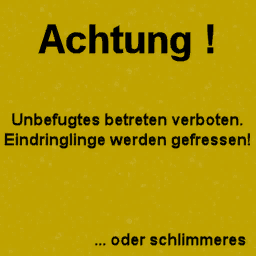 Achtung !
Unbefugtes betreten verboten.
Eindringlinge werden gefressen!
... oder schlimmeres